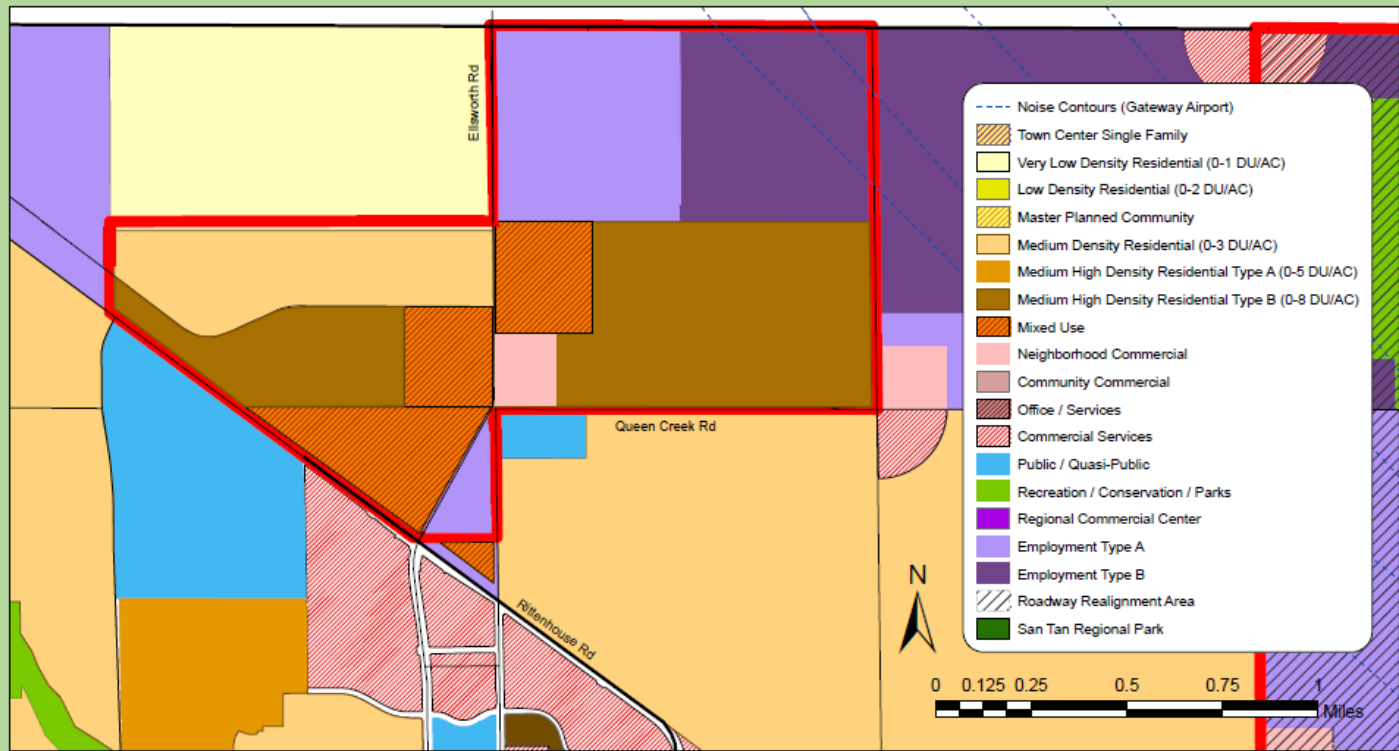 Ellsworth Rd
Noise Contours (Gateway Airport)
Town Center Single Family
Very Low Density Residential (0-1 DU/AC)
Low Density Residential (0-2 DU/AC)
Master Planned Community
Medium Density Residential (0-3 DU/AC)
Medium High Density Residential Type A (0-5 DU/AC)
Medium High Density Residential Type B (0-8 DU/AC)
Mixed Use
Neighborhood Commercial
Community Commercial
Office / Services
Commercial Services
Public / Quasi-Public
Recreation / Conservation / Parks
Regional Commercial Center
Employment Type A
Employment Type B
Roadway Realignment Area
San Tan Regional Park
Queen Creek Rd
Rittenhouse Rd
N
0 0.125 0.25 0.5 0.75 1
Miles